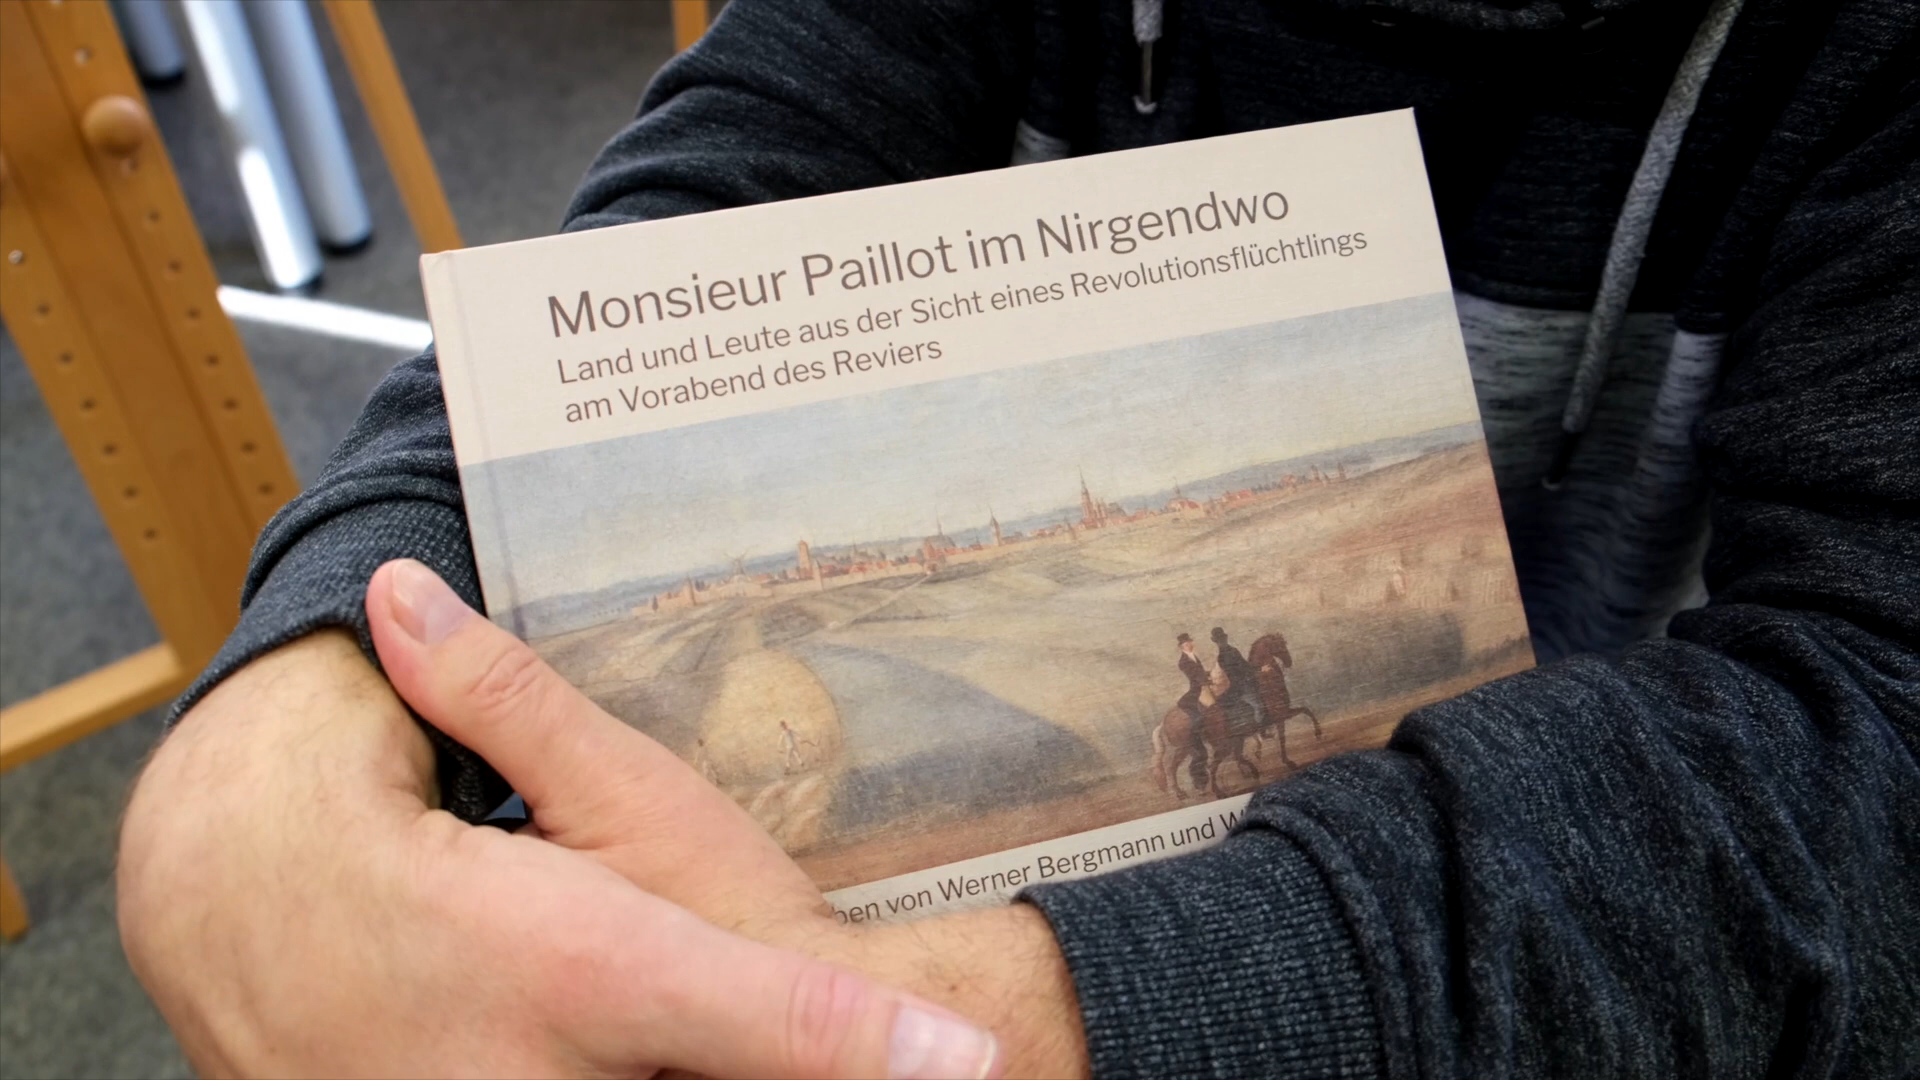 Monsieur Paillot im Nirgendwo
Land und Leute aus der Sicht eines Revolutionsflüchtlings
am Vorabend des Reviers
von Werner Bergmann und